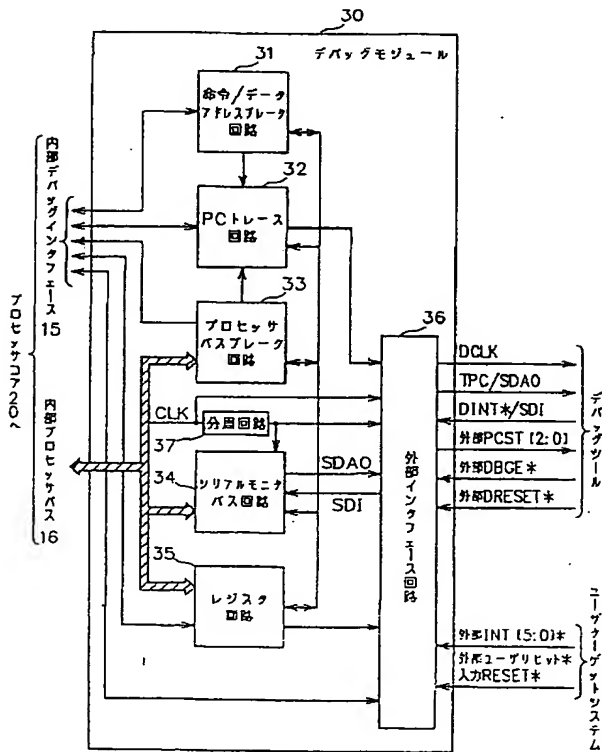 30
デバッグモジュール
31
命令/データ
アドレスブレーク
回路
32
PCトレース
回路
33
プロセッサ
バスブレーク
回路
CLK
37
分周回路
34
シリアルモニタ
バス回路
SDAO
SDI
35
レジスタ
回路
36
外部インタフェース回路
内部デバッグインタフェース15
プロセッサコア20へ
内部プロセッサバス16
DCLK
TPC/SDAO
DINT*/SDI
外部PCST [2:0]
外部DBGE*
外部DRESET*
デバッグツール
外部INT [5:0]*
外部ユーザリセット*
入力RESET*
ユーザターゲットシステム